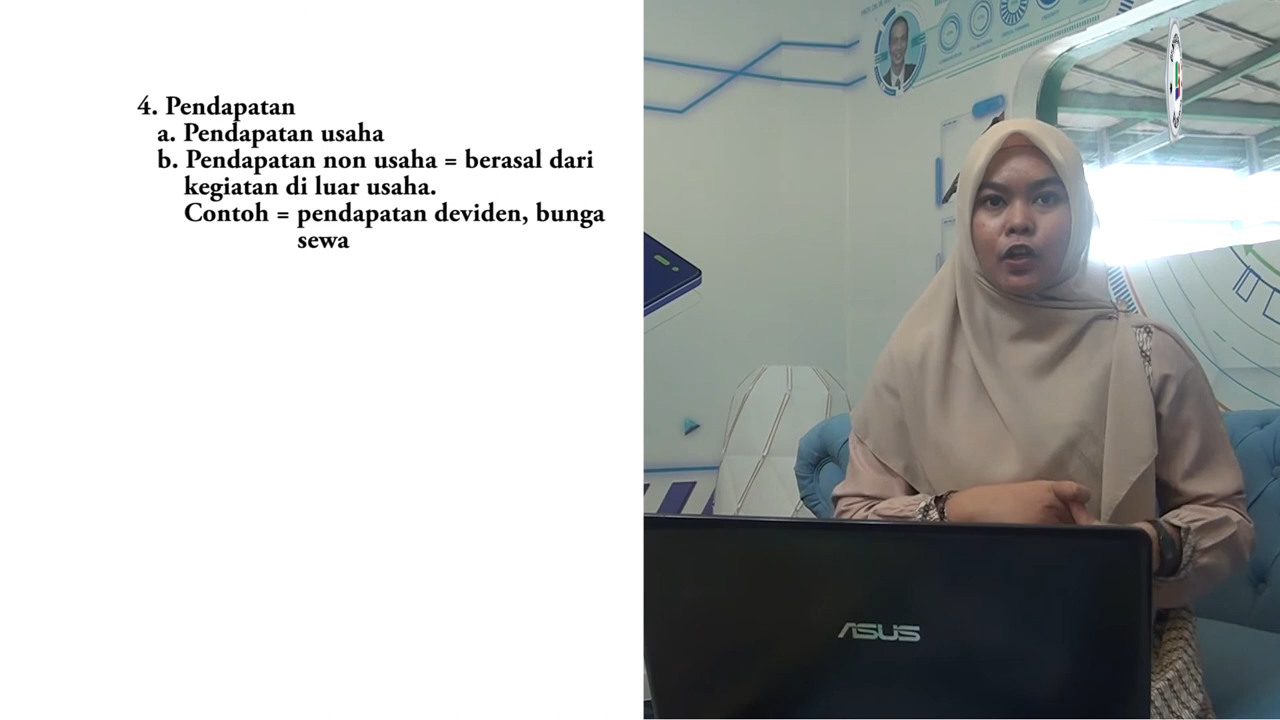 4. Pendapatan
a. Pendapatan usaha
b. Pendapatan non usaha = berasal dari
kegiatan di luar usaha.
Contoh = pendapatan deviden, bunga
sewa
ASUS